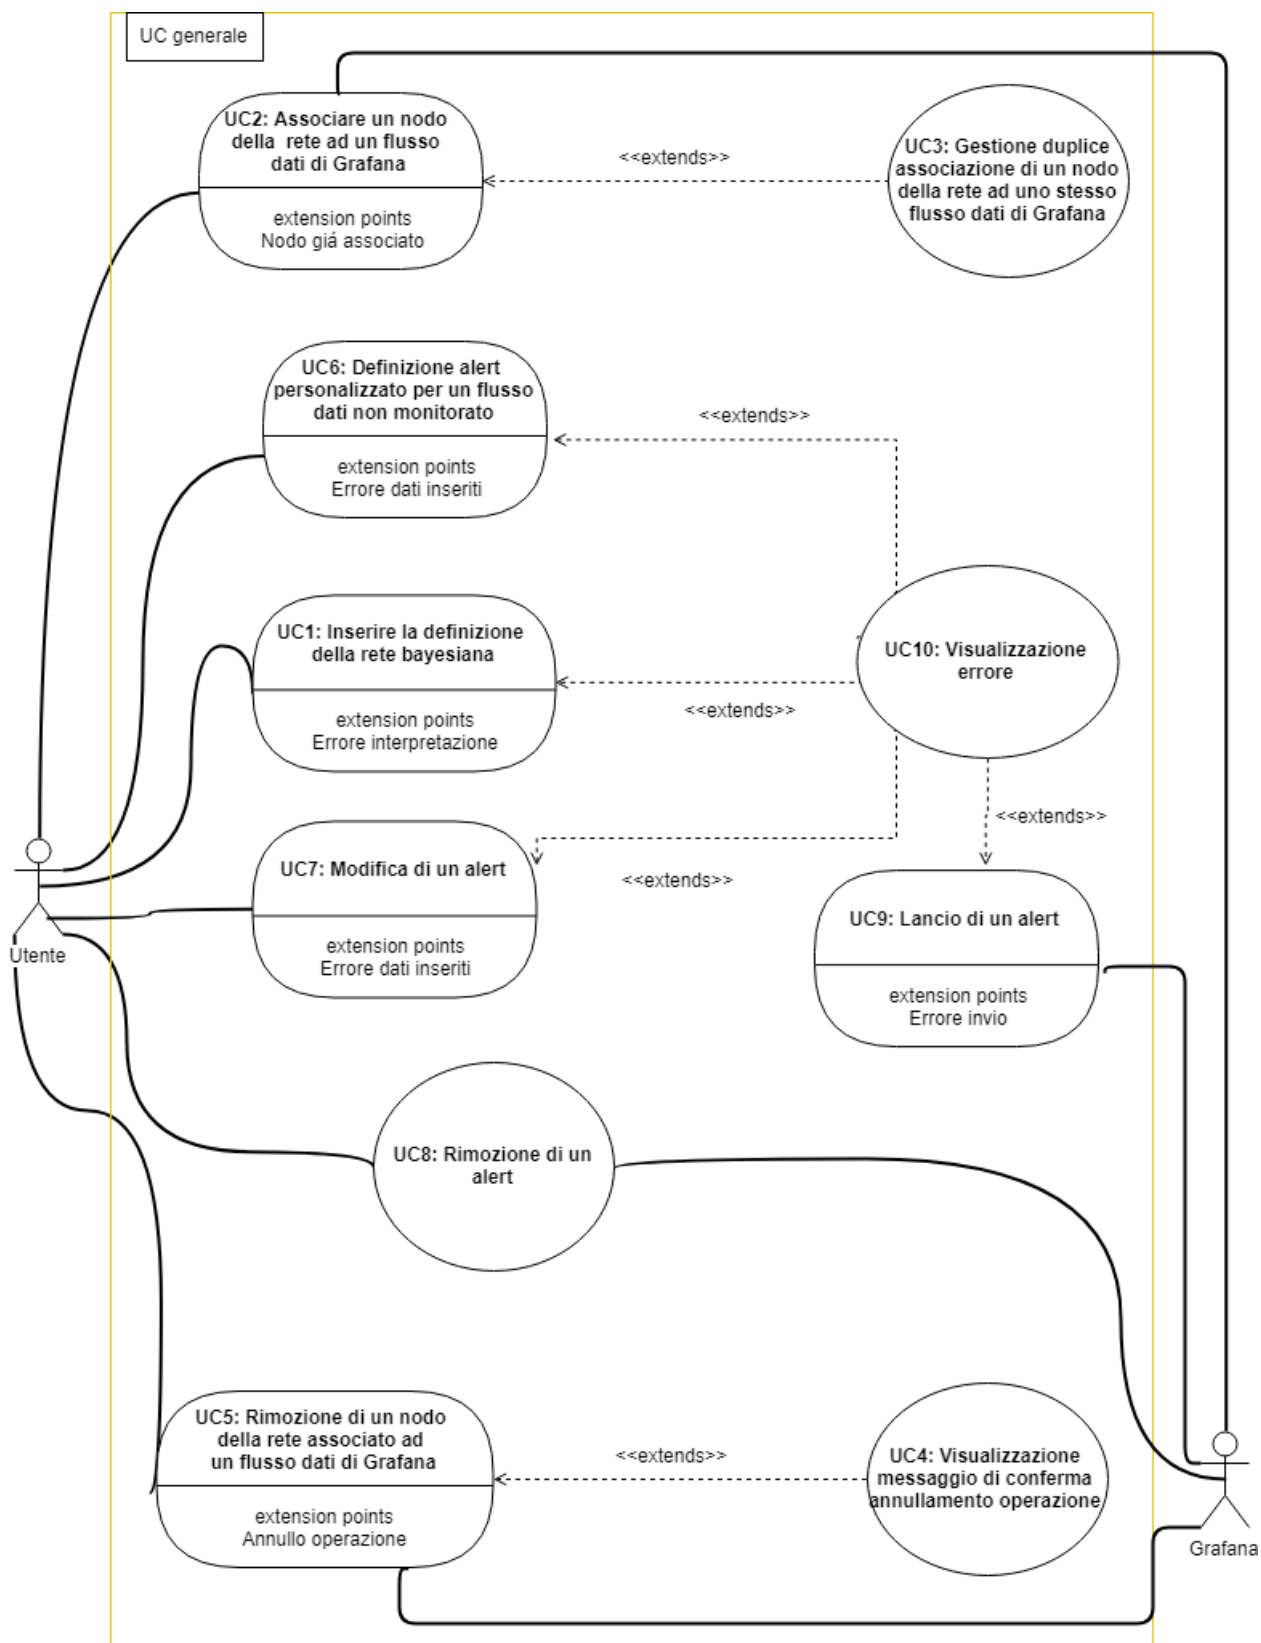 UC generale
UC2: Associare un nodo
della rete ad un flusso
dati di Grafana
extension points
Nodo giá associato
<<extends>>
UC3: Gestione duplice
associazione di un nodo
della rete ad uno stesso
flusso dati di Grafana
UC6: Definizione alert
personalizzato per un flusso
dati non monitorato
extension points
Errore dati inseriti
<<extends>>
UC1: Inserire la definizione
della rete bayesiana
extension points
Errore interpretazione
<<extends>>
UC10: Visualizzazione
errore
<<extends>>
UC7: Modifica di un alert
extension points
Errore dati inseriti
<<extends>>
UC9: Lancio di un alert
extension points
Errore invio
Utente
UC8: Rimozione di un
alert
UC5: Rimozione di un nodo
della rete associato ad
un flusso dati di Grafana
extension points
Annullo operazione
<<extends>>
UC4: Visualizzazione
messaggio di conferma
annullamento operazione
Grafana